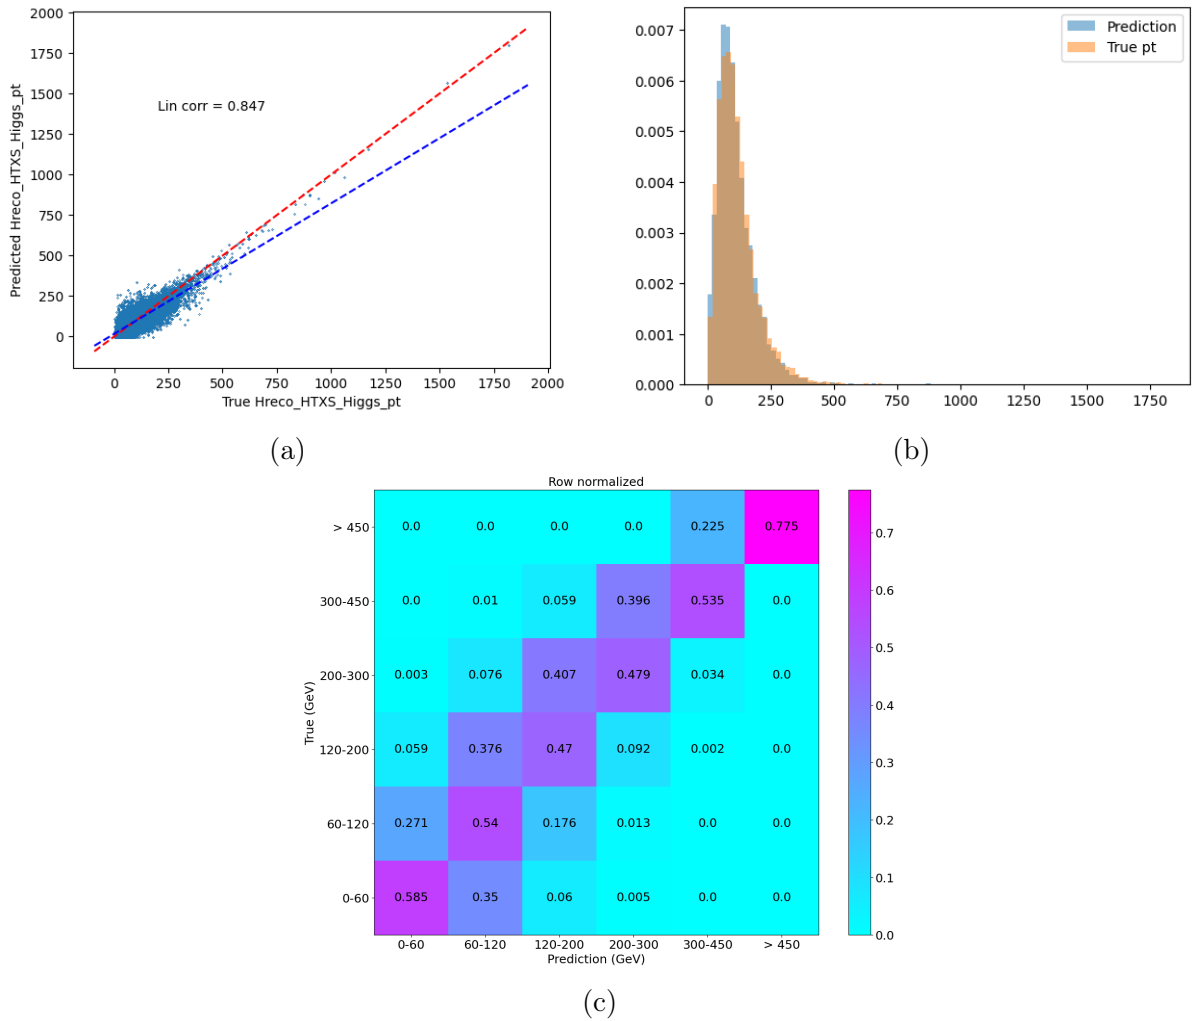 2000
1750
1500
1250
1000
750
500
250
0
Predicted Hreco_HTXS_Higgs_pt
Lin corr = 0.847
0 250 500 750 1000 1250 1500 1750 2000
True Hreco_HTXS_Higgs_pt
(a)
0.007
0.006
0.005
0.004
0.003
0.002
0.001
0.000
Prediction
True pt
0 250 500 750 1000 1250 1500 1750
(b)
Row normalized
True (GeV)
> 450 0.0 0.0 0.0 0.0 0.225 0.775
300-450 0.0 0.01 0.059 0.396 0.535 0.0
200-300 0.003 0.076 0.407 0.479 0.034 0.0
120-200 0.059 0.376 0.47 0.092 0.002 0.0
60-120 0.271 0.54 0.176 0.013 0.0 0.0
0-60 0.585 0.35 0.06 0.005 0.0 0.0
0-60 60-120 120-200 200-300 300-450 > 450
Prediction (GeV)
0.7
0.6
0.5
0.4
0.3
0.2
0.1
0.0
(c)